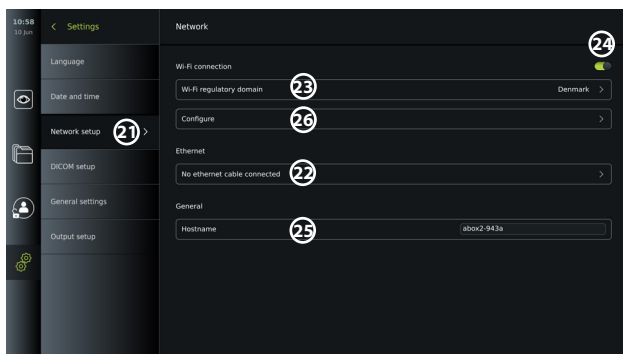 10:58
10 Jun
Settings
Network
24
Language
Wi-Fi connection
Wi-Fi regulatory domain
23
Denmark
Date and time
Configure
26
Network setup
21
Ethernet
DICOM setup
No ethernet cable connected
22
General settings
General
Hostname
25
abox2-943a
Output setup